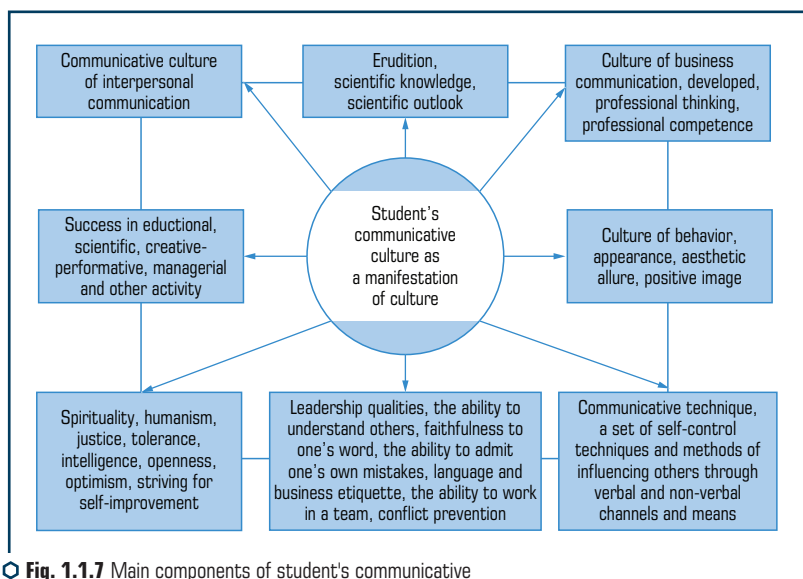 Communicative culture
of interpersonal
communication
Erudition,
scientific knowledge,
scientific outlook
Culture of business
communication, developed,
professional thinking,
professional competence
Success in eductional,
scientific, creative-
performative, managerial
and other activity
Student's
communicative
culture as
a manifestation
of culture
Culture of behavior,
appearance, aesthetic
allure, positive image
Spirituality, humanism,
justice, tolerance,
intelligence, openness,
optimism, striving for
self-improvement
Leadership qualities, the ability to
understand others, faithfulness to
one's word, the ability to admit
one's own mistakes, language and
business etiquette, the ability to work
in a team, conflict prevention
Communicative technique,
a set of self-control
techniques and methods of
influencing others through
verbal and non-verbal
channels and means
Fig. 1.1.7 Main components of student's communicative